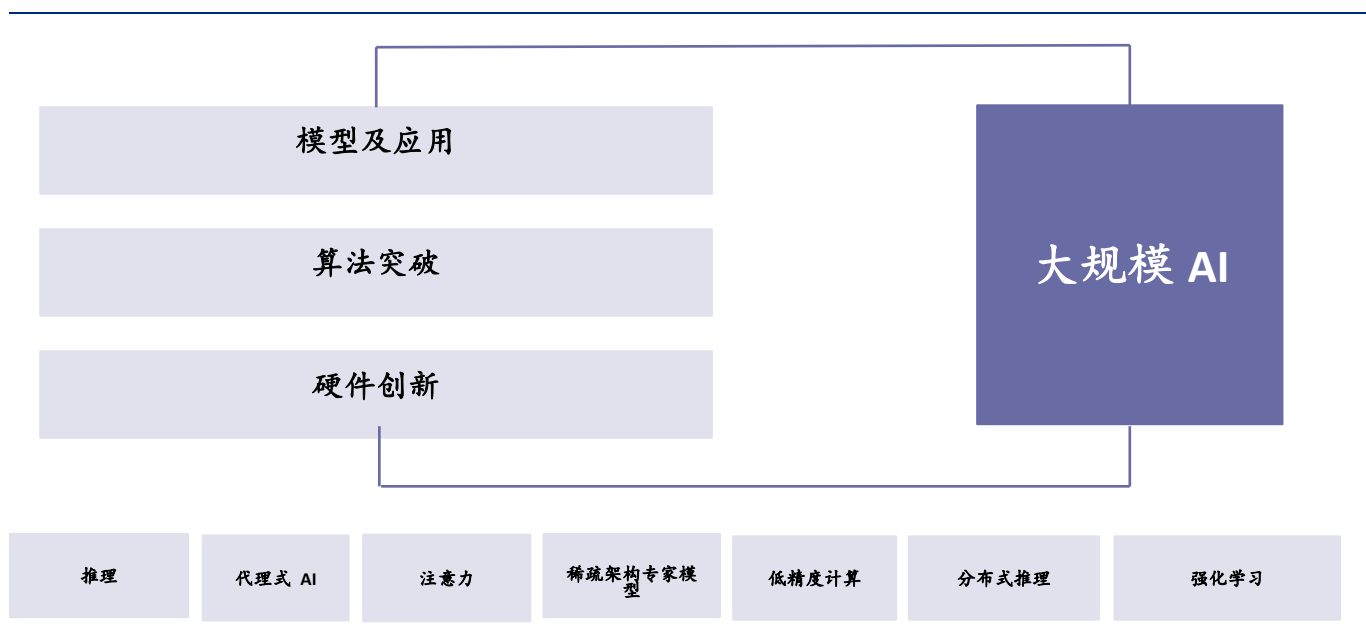 模型及应用
算法突破
硬件创新
大规模 AI
推理
代理式 AI
注意力
稀疏架构专家模
型
低精度计算
分布式推理
强化学习